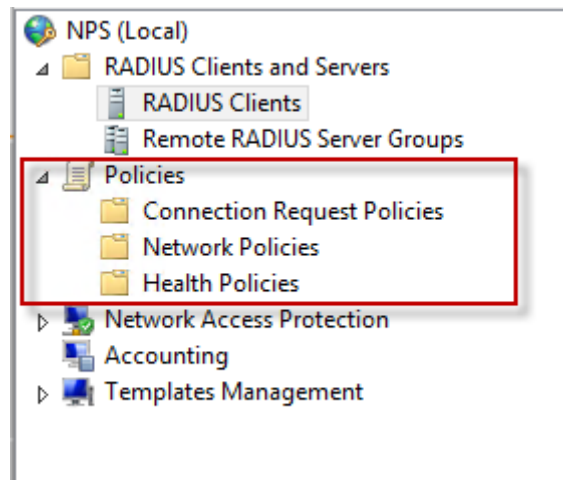 NPS (Local)
RADIUS Clients and Servers
RADIUS Clients
Remote RADIUS Server Groups
Policies
Connection Request Policies
Network Policies
Health Policies
Network Access Protection
Accounting
Templates Management